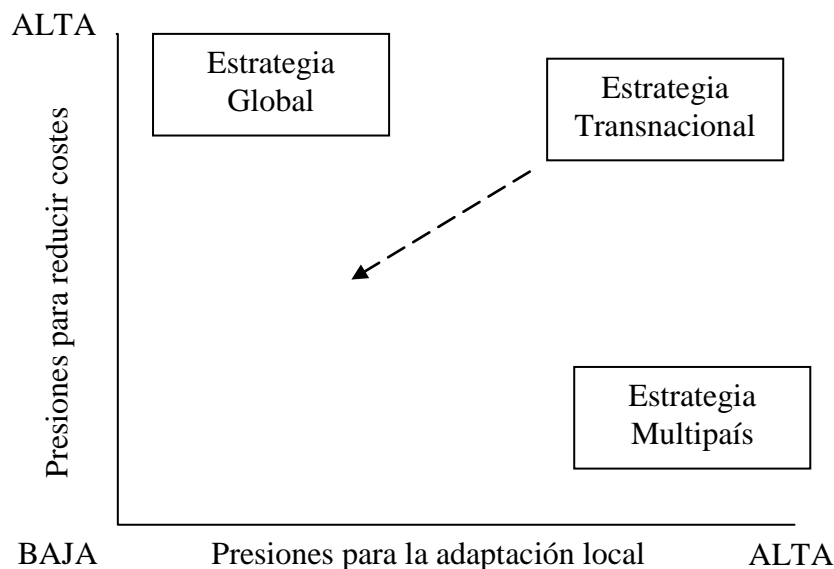 ALTA
Estrategia
Global
Estrategia
Transnacional
Presiones para reducir costes
Estrategia
Multipaís
BAJA
Presiones para la adaptación local
ALTA